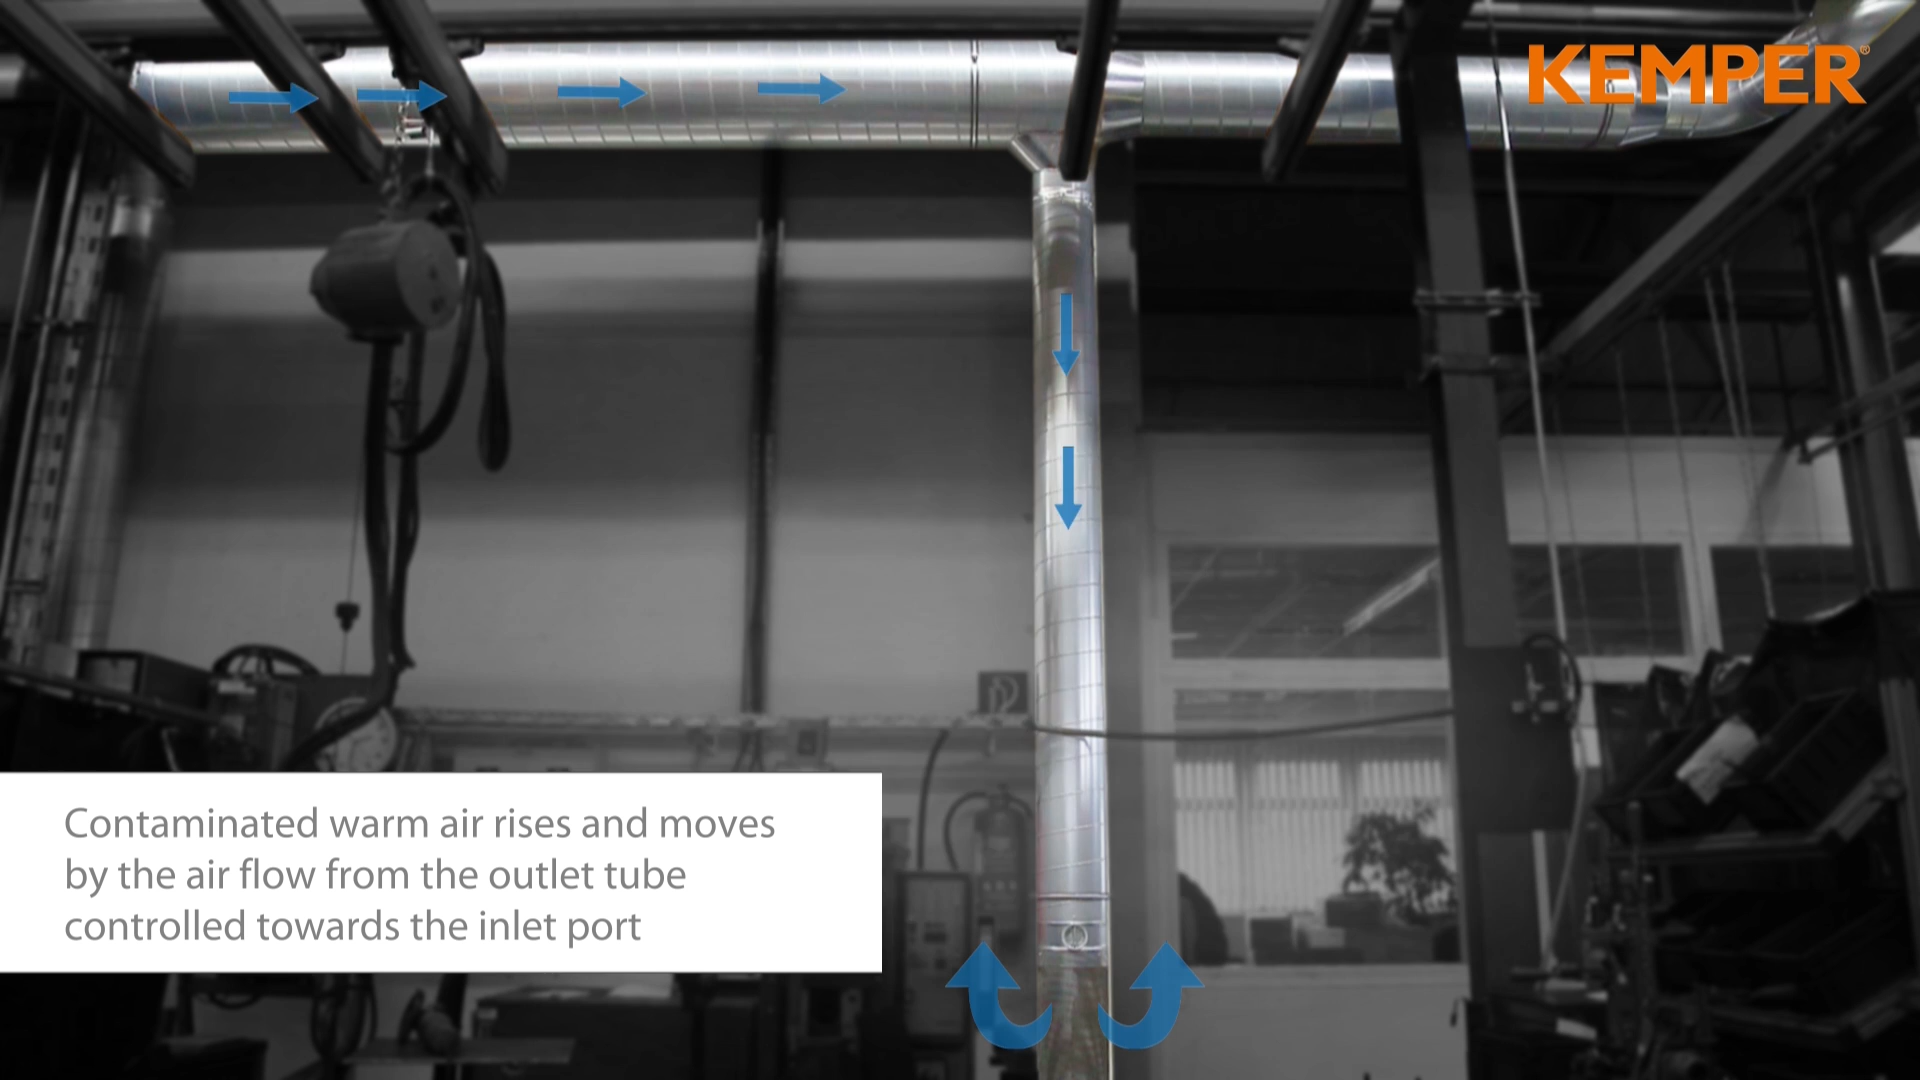 KEMPER®
Contaminated warm air rises and moves
by the air flow from the outlet tube
controlled towards the inlet port